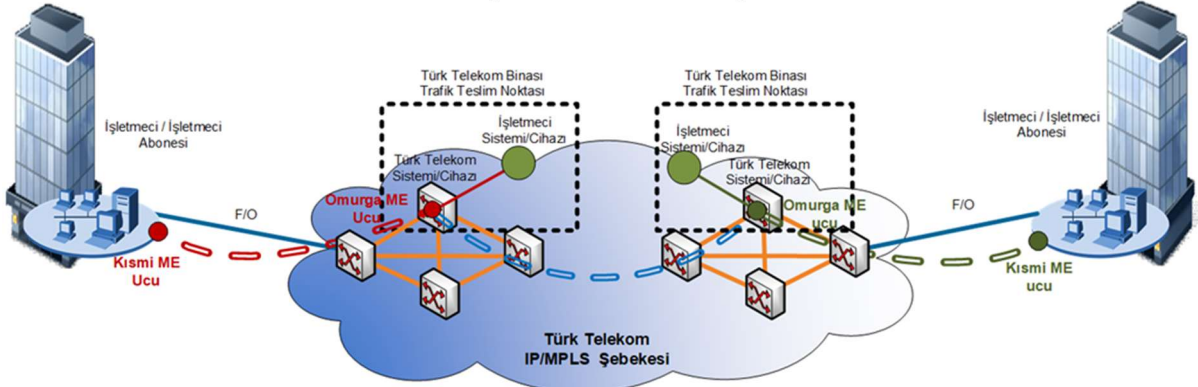 Türk Telekom Binası
Trafik Teslim Noktası
Türk Telekom Binası
Trafik Teslim Noktası
İşletmeci / İşletmeci
Abonesi
İşletmeci
Sistemi/Cihazı
Türk Telekom
Sistemi/Cihazı
İşletmeci
Sistemi/Cihazı
Türk Telekom
Sistemi/Cihazı
İşletmeci / İşletmeci
Abonesi
Omurga ME
Ucu
Omurga ME
ucu
F/O
F/O
Kısmi ME
Ucu
Kısmi ME
ucu
Türk Telekom
IP/MPLS Şebekesi